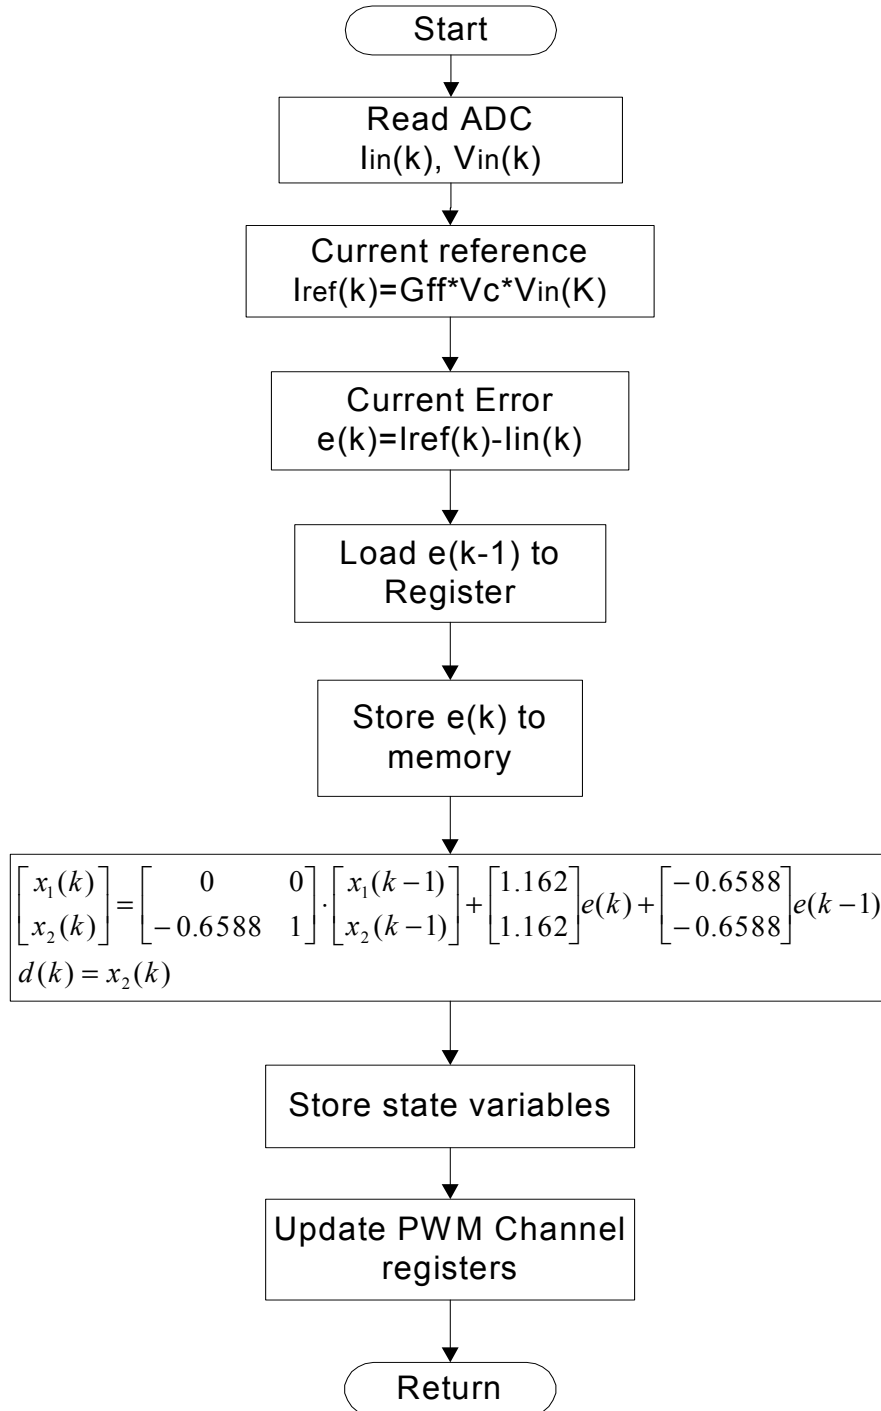 Start
Read ADC
Iin(k), Vin(k)
Current reference
Iref(k)=Gff*Vc*Vin(K)
Current Error
e(k)=Iref(k)-Iin(k)
Load e(k-1) to
Register
Store e(k) to
memory
[x₁(k)] = [0 0] · [x₁(k−1)] + [1.162] e(k) + [−0.6588] e(k−1)
[x₂(k)] [−0.6588 1] [x₂(k−1)] [1.162] [−0.6588]
d(k) = x₂(k)
Store state variables
Update PWM Channel
registers
Return